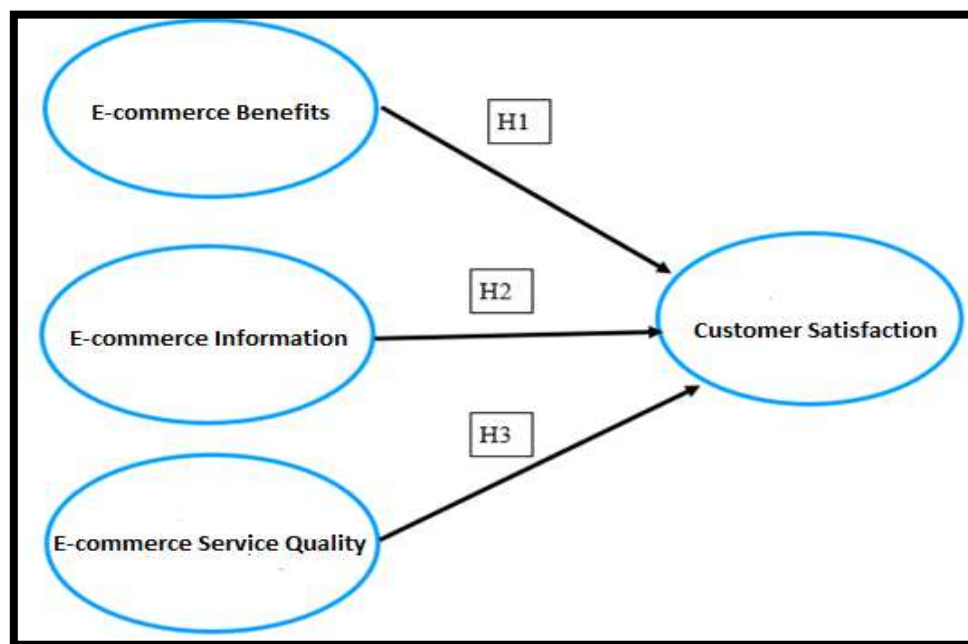 E-commerce Benefits
H1
E-commerce Information
H2
Customer Satisfaction
H3
E-commerce Service Quality